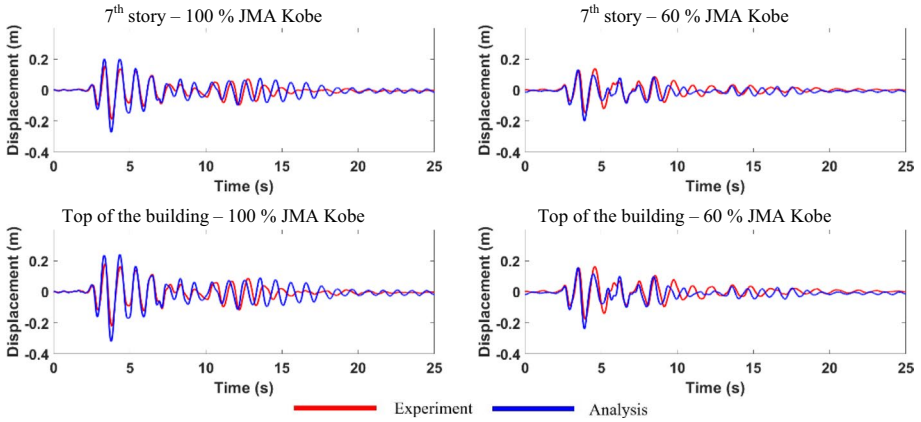 7th story – 100 % JMA Kobe
Displacement (m)
0.2
0
-0.2
-0.4
0 5 10 15 20 25
Time (s)
7th story – 60 % JMA Kobe
Displacement (m)
0.2
0
-0.2
-0.4
0 5 10 15 20 25
Time (s)
Top of the building – 100 % JMA Kobe
Displacement (m)
0.2
0
-0.2
-0.4
0 5 10 15 20 25
Time (s)
Top of the building – 60 % JMA Kobe
Displacement (m)
0.2
0
-0.2
-0.4
0 5 10 15 20 25
Time (s)
Experiment Analysis